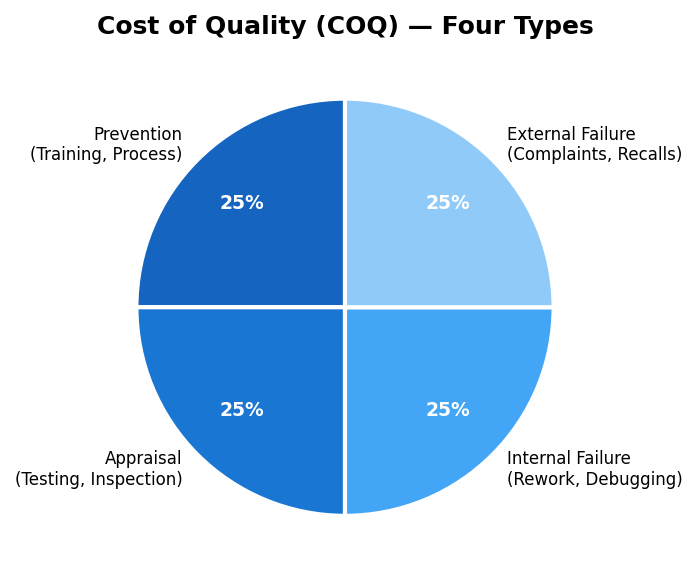 Cost of Quality (COQ) — Four Types
Prevention
(Training, Process)
External Failure
(Complaints, Recalls)
25%
25%
25%
25%
Appraisal
(Testing, Inspection)
Internal Failure
(Rework, Debugging)